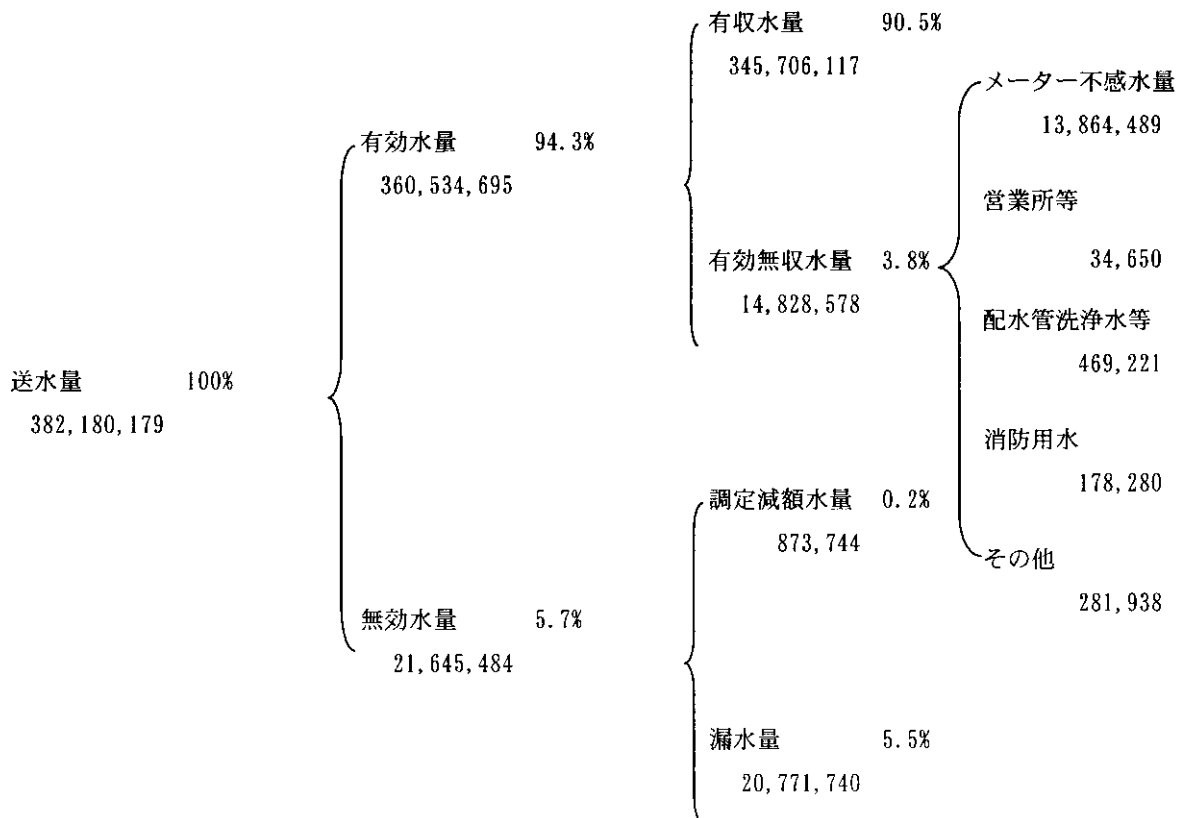 送水量 100%
382,180,179
有効水量 94.3%
360,534,695
無効水量 5.7%
21,645,484
有収水量 90.5%
345,706,117
有効無収水量 3.8%
14,828,578
調定減額水量 0.2%
873,744
漏水量 5.5%
20,771,740
メーター不感水量
13,864,489
営業所等
34,650
配水管洗浄水等
469,221
消防用水
178,280
その他
281,938